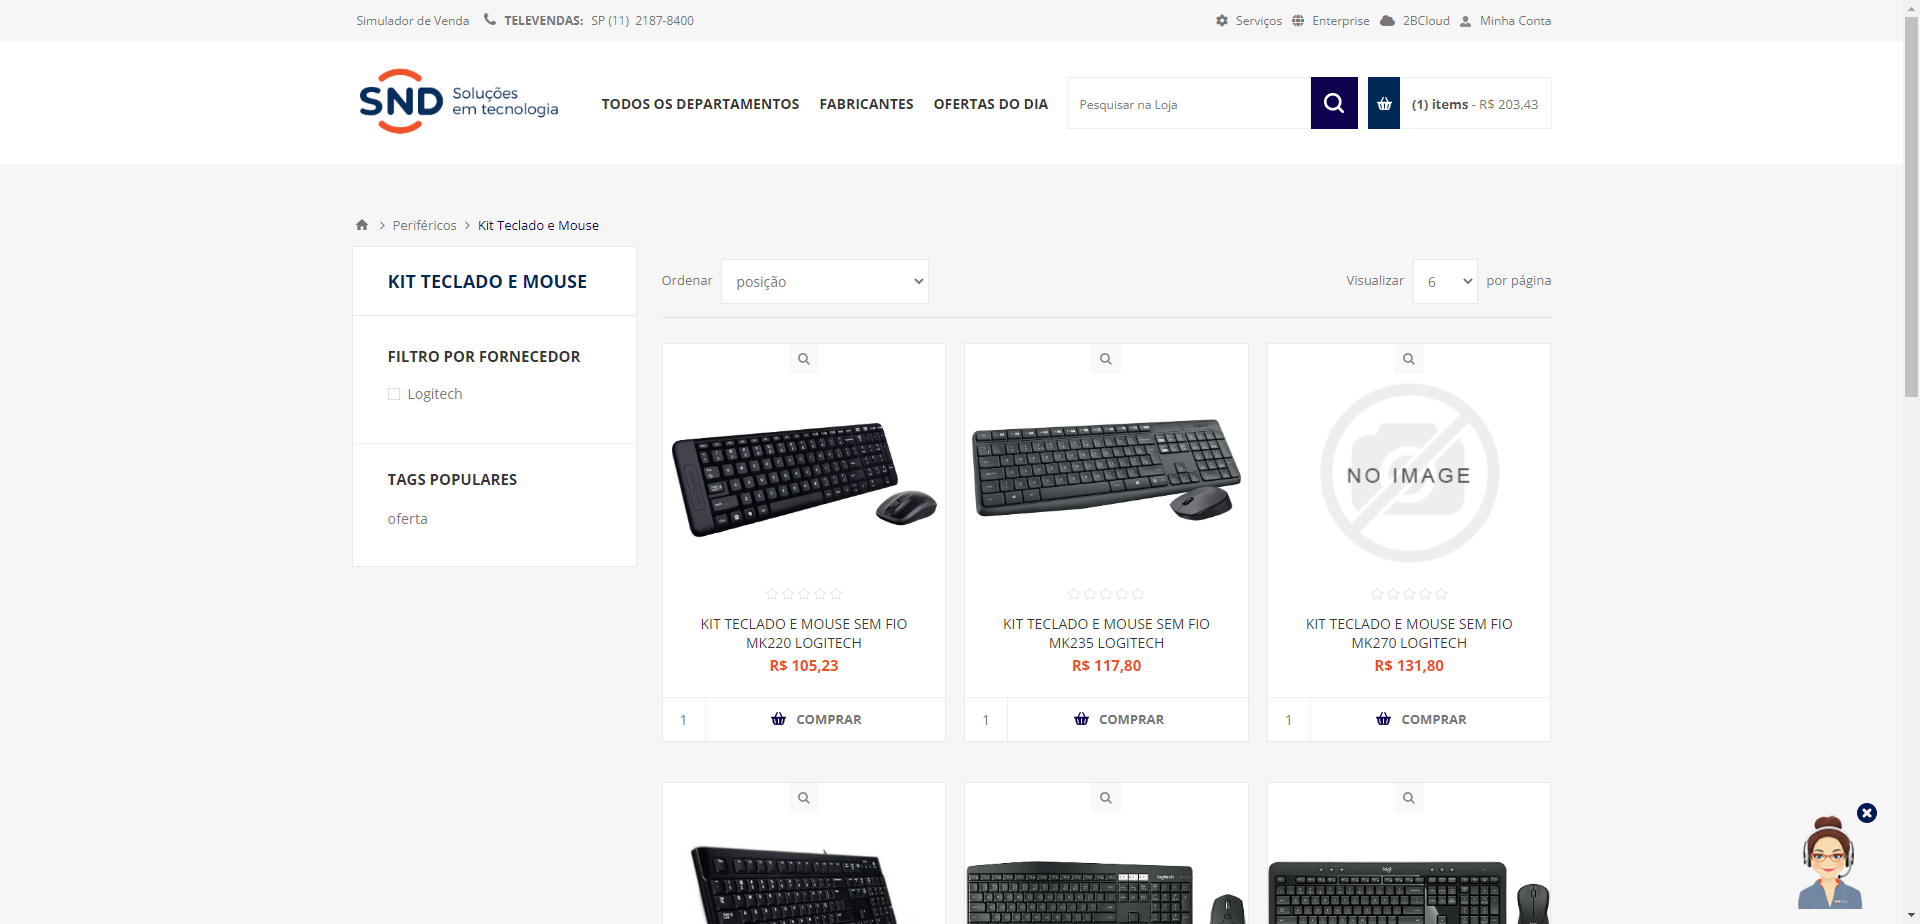 Simulador de Venda TELEVENDAS: SP (11) 2187-8400 Serviços Enterprise 2BCloud Minha Conta
SND Soluções
em tecnologia
TODOS OS DEPARTAMENTOS FABRICANTES OFERTAS DO DIA Pesquisar na Loja (1) items - R$ 203,43
Periféricos Kit Teclado e Mouse
KIT TECLADO E MOUSE
FILTRO POR FORNECEDOR
Logitech
TAGS POPULARES
oferta
Ordenar posição Visualizar 6 por página
NO IMAGE
KIT TECLADO E MOUSE SEM FIO
MK220 LOGITECH
R$ 105,23
1 COMPRAR
KIT TECLADO E MOUSE SEM FIO
MK235 LOGITECH
R$ 117,80
1 COMPRAR
KIT TECLADO E MOUSE SEM FIO
MK270 LOGITECH
R$ 131,80
1 COMPRAR
logitech
logi